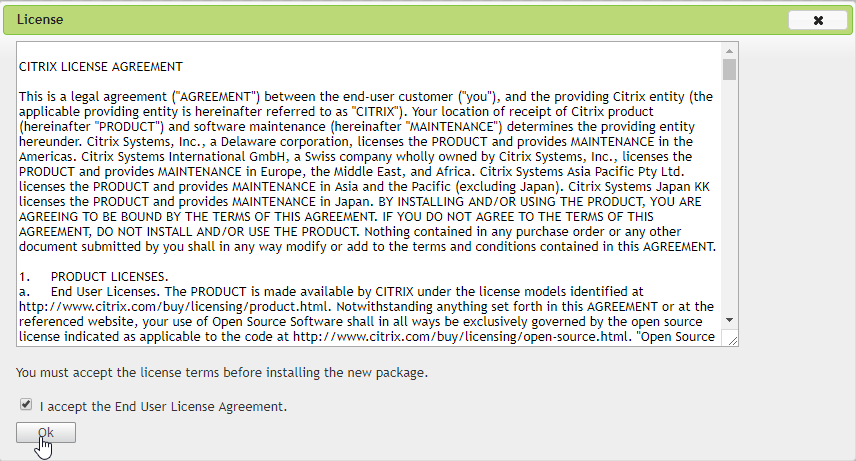 License
CITRIX LICENSE AGREEMENT
This is a legal agreement ("AGREEMENT") between the end-user customer ("you"), and the providing Citrix entity (the
applicable providing entity is hereinafter referred to as "CITRIX"). Your location of receipt of Citrix product
(hereinafter "PRODUCT") and software maintenance (hereinafter "MAINTENANCE") determines the providing entity
hereunder. Citrix Systems, Inc., a Delaware corporation, licenses the PRODUCT and provides MAINTENANCE in the
Americas. Citrix Systems International GmbH, a Swiss company wholly owned by Citrix Systems, Inc., licenses the
PRODUCT and provides MAINTENANCE in Europe, the Middle East, and Africa. Citrix Systems Asia Pacific Pty Ltd.
licenses the PRODUCT and provides MAINTENANCE in Asia and the Pacific (excluding Japan). Citrix Systems Japan KK
licenses the PRODUCT and provides MAINTENANCE in Japan. BY INSTALLING AND/OR USING THE PRODUCT, YOU ARE
AGREEING TO BE BOUND BY THE TERMS OF THIS AGREEMENT. IF YOU DO NOT AGREE TO THE TERMS OF THIS
AGREEMENT, DO NOT INSTALL AND/OR USE THE PRODUCT. Nothing contained in any purchase order or any other
document submitted by you shall in any way modify or add to the terms and conditions contained in this AGREEMENT.
1. PRODUCT LICENSES.
a. End User Licenses. The PRODUCT is made available by CITRIX under the license models identified at
http://www.citrix.com/buy/licensing/product.html. Notwithstanding anything set forth in this AGREEMENT or at the
referenced website, your use of Open Source Software shall in all ways be exclusively governed by the open source
license indicated as applicable to the code at http://www.citrix.com/buy/licensing/open-source.html. "Open Source
You must accept the license terms before installing the new package.
I accept the End User License Agreement.
Ok